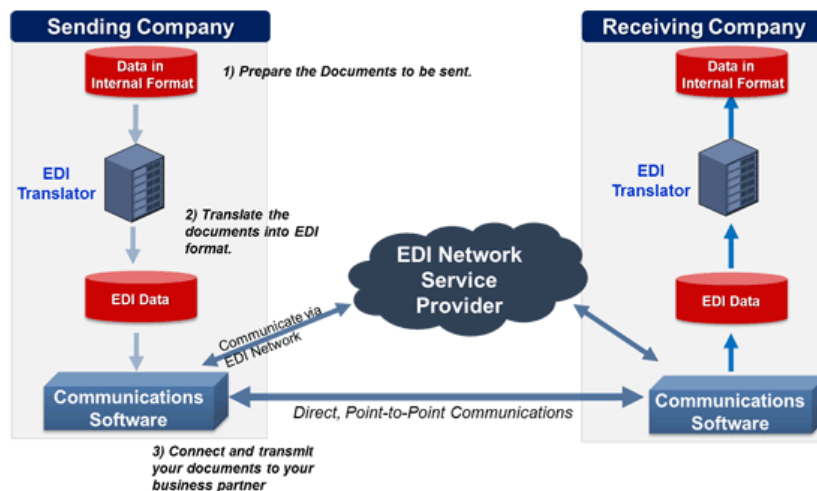 Sending Company
Data in
Internal Format
1) Prepare the Documents to be sent.
EDI
Translator
2) Translate the
documents into EDI
format.
EDI Data
Communicate via
EDI Network
Communications
Software
3) Connect and transmit
your documents to your
business partner
EDI Network
Service
Provider
Direct, Point-to-Point Communications
Receiving Company
Data in
Internal Format
EDI
Translator
EDI Data
Communications
Software